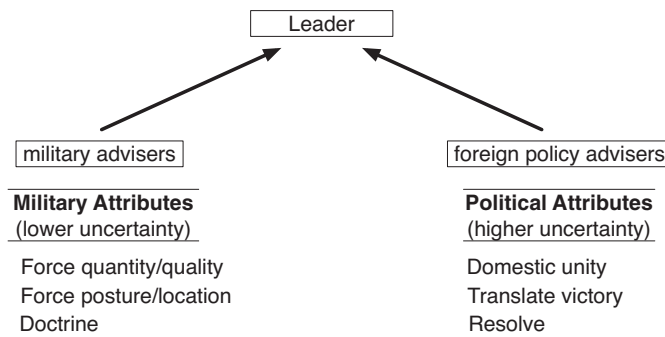 Leader
military advisers
foreign policy advisers
Military Attributes
(lower uncertainty)
Force quantity/quality
Force posture/location
Doctrine
Political Attributes
(higher uncertainty)
Domestic unity
Translate victory
Resolve